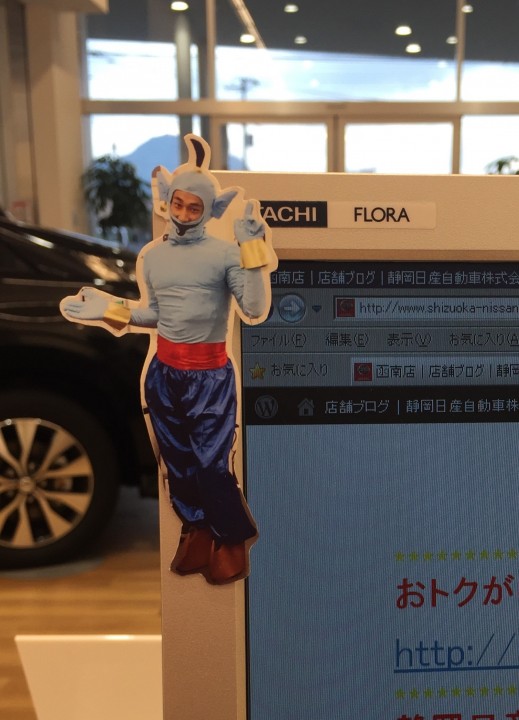 TACHI FLORA
函南店 | 店舗ブログ | 静岡日産自動車株式会
http://www.shizuoka-nissan
ファイル(F) 編集(E) 表示(V) お気に入り(A
お気に入り 函南店 | 店舗ブログ | 静岡
店舗ブログ | 静岡日産自動車株
**********
おトクが
http://
**********